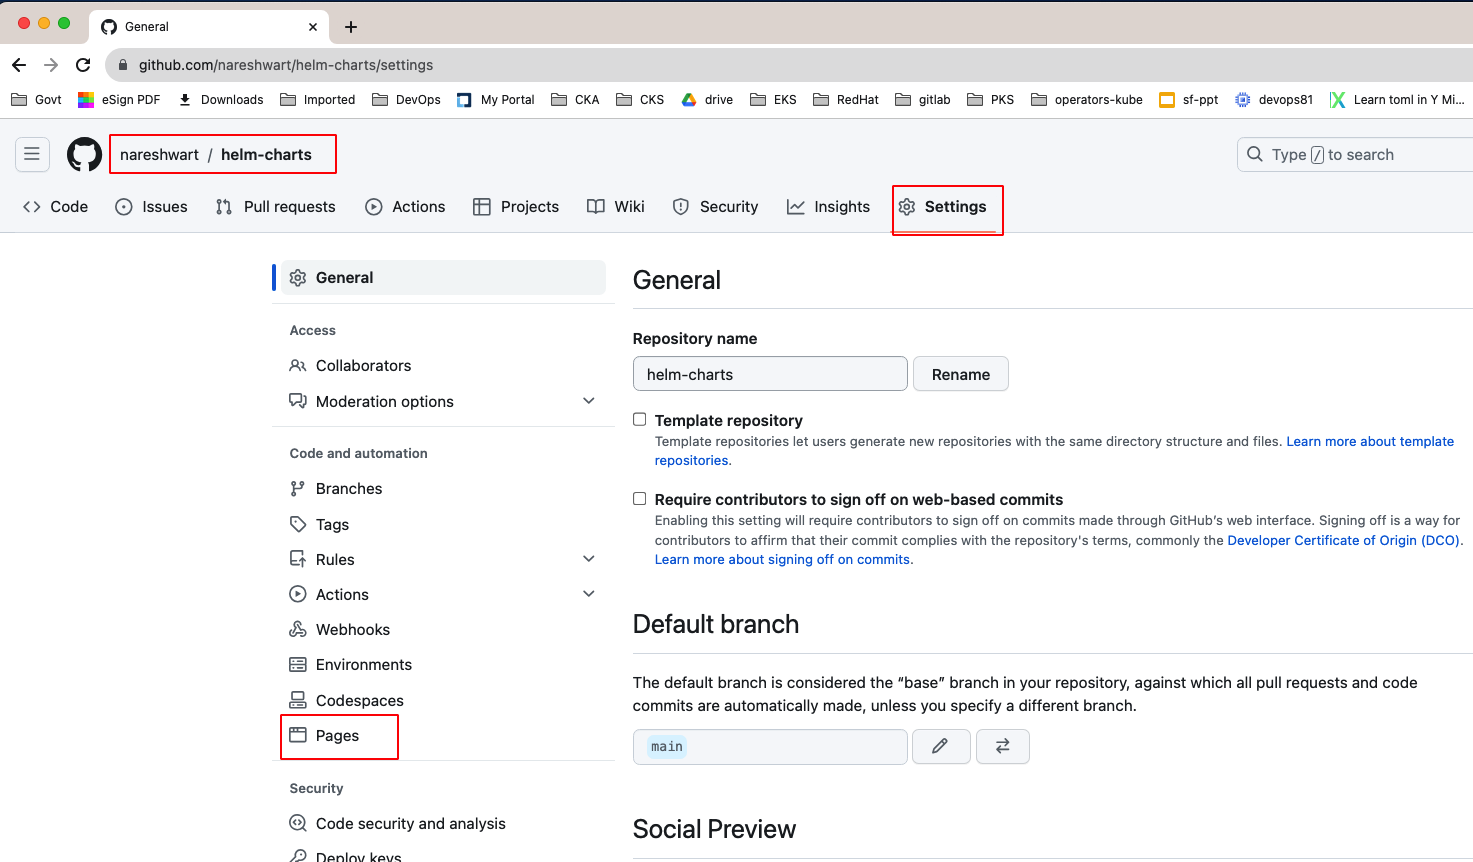 General
github.com/nareshwart/helm-charts/settings
Govt eSign PDF Downloads Imported DevOps My Portal CKA CKS drive EKS RedHat gitlab PKS operators-kube sf-ppt devops81 Learn toml in Y Mi...
nareshwart / helm-charts
Type / to search
Code Issues Pull requests Actions Projects Wiki Security Insights Settings
General
Access
Collaborators
Moderation options
Code and automation
Branches
Tags
Rules
Actions
Webhooks
Environments
Codespaces
Pages
Security
Code security and analysis
Deploy keys
General
Repository name
helm-charts Rename
Template repository
Template repositories let users generate new repositories with the same directory structure and files. Learn more about template
repositories.
Require contributors to sign off on web-based commits
Enabling this setting will require contributors to sign off on commits made through GitHub’s web interface. Signing off is a way for
contributors to affirm that their commit complies with the repository's terms, commonly the Developer Certificate of Origin (DCO).
Learn more about signing off on commits.
Default branch
The default branch is considered the “base” branch in your repository, against which all pull requests and code
commits are automatically made, unless you specify a different branch.
main
Social Preview